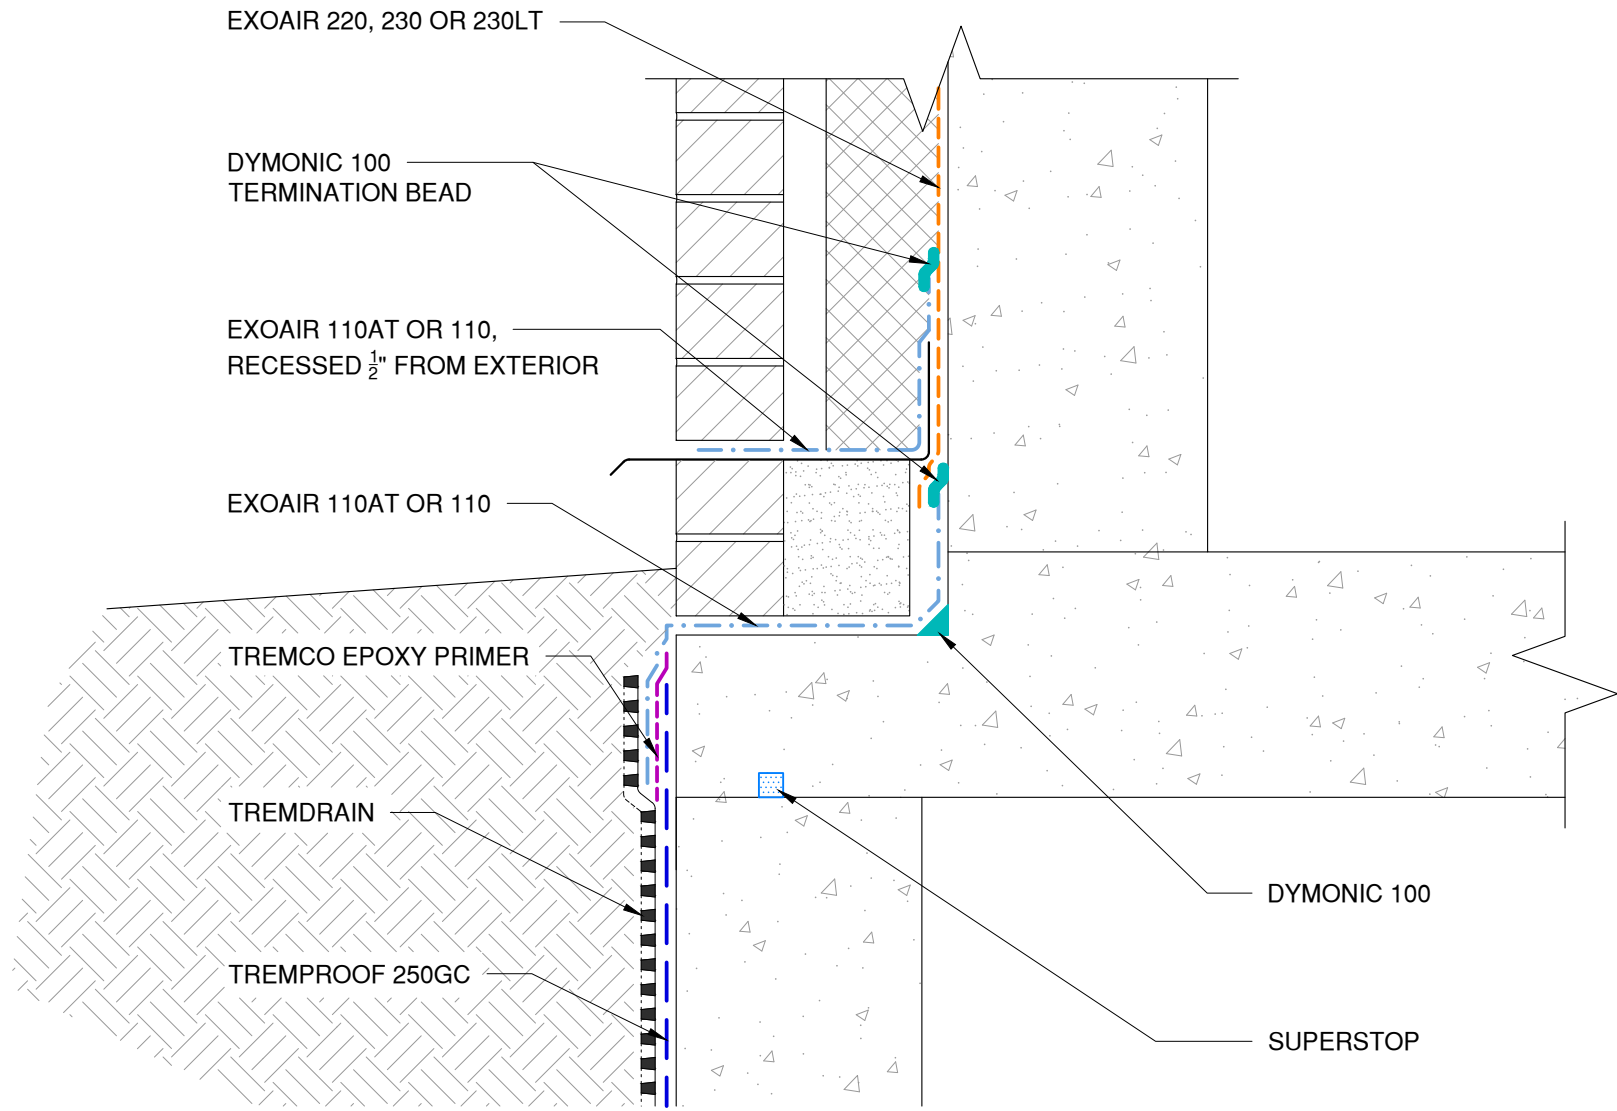 EXOAIR 220, 230 OR 230LT
DYMONIC 100
TERMINATION BEAD
EXOAIR 110AT OR 110,
RECESSED 1/2" FROM EXTERIOR
EXOAIR 110AT OR 110
TREMCO EPOXY PRIMER
TREMDRAIN
DYMONIC 100
TREMPROOF 250GC
SUPERSTOP